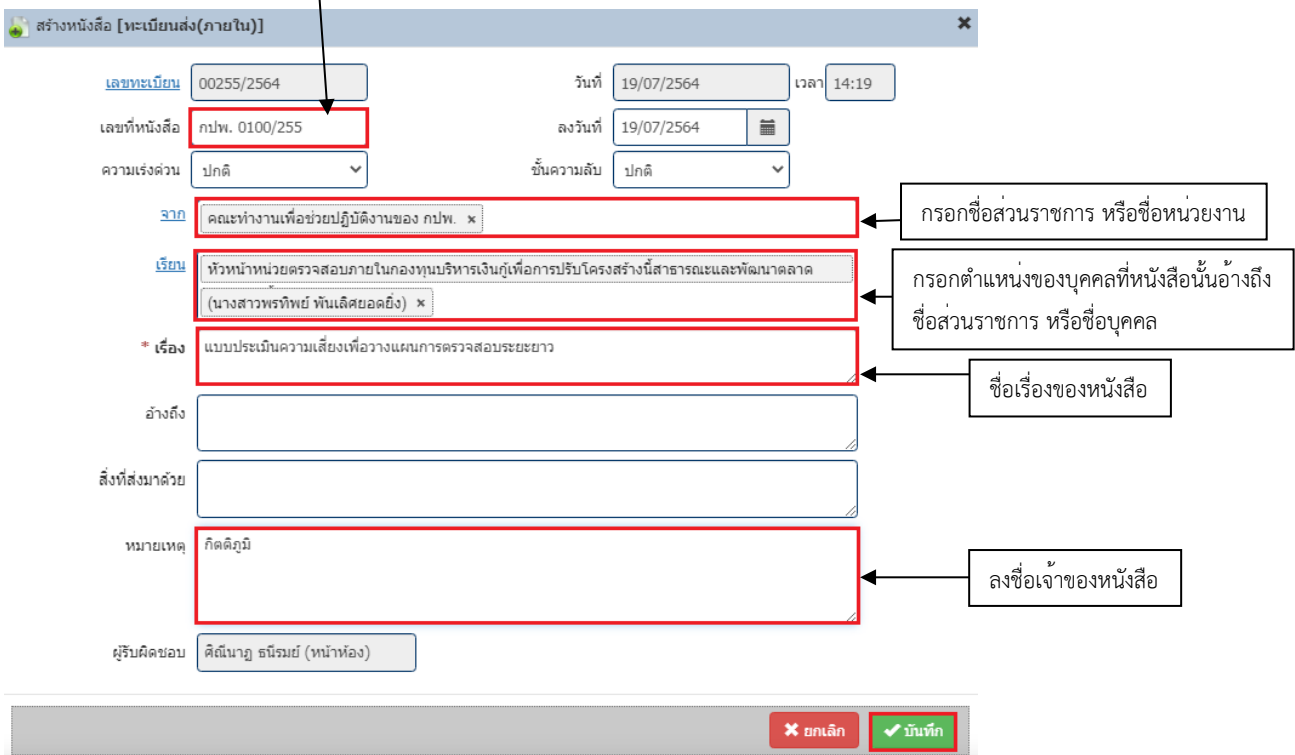 สร้างหนังสือ [ทะเบียนส่ง(ภายใน)]
เลขทะเบียน 00255/2564 วันที่ 19/07/2564 เวลา 14:19
เลขที่หนังสือ กปพ. 0100/255 ลงวันที่ 19/07/2564
ความเร่งด่วน ปกติ ชั้นความลับ ปกติ
จาก คณะทำงานเพื่อช่วยปฏิบัติงานของ กปพ. ×
กรอกชื่อส่วนราชการ หรือชื่อหน่วยงาน
เรียน หัวหน้าหน่วยตรวจสอบภายในกองทุนบริหารเงินกู้เพื่อการปรับโครงสร้างหนี้สาธารณะและพัฒนาตลาด
(นางสาวพรทิพย์ พันเลิศยอดยิ่ง) ×
กรอกตำแหน่งของบุคคลที่หนังสือนั้นอ้างถึง
ชื่อส่วนราชการ หรือชื่อบุคคล
* เรื่อง แบบประเมินความเสี่ยงเพื่อวางแผนการตรวจสอบระยะยาว
ชื่อเรื่องของหนังสือ
อ้างถึง
สิ่งที่ส่งมาด้วย
หมายเหตุ กิตติภูมิ
ลงชื่อเจ้าของหนังสือ
ผู้รับผิดชอบ ศิณีนาฏ ธนีรมย์ (หน้าห้อง)
ยกเลิก บันทึก